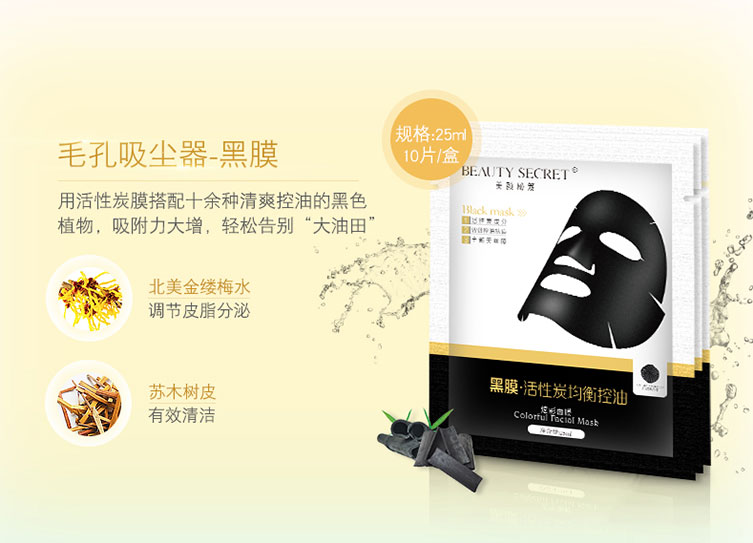 规格:25ml
10片/盒
毛孔吸尘器-黑膜
用活性炭膜搭配十余种清爽控油的黑色
植物，吸附力大增，轻松告别“大油田”
北美金缕梅水
调节皮脂分泌
苏木树皮
有效清洁
BEAUTY SECRET®
Black mask
黑膜·活性炭均衡控油
炫彩面膜
Colorful Facial Mask